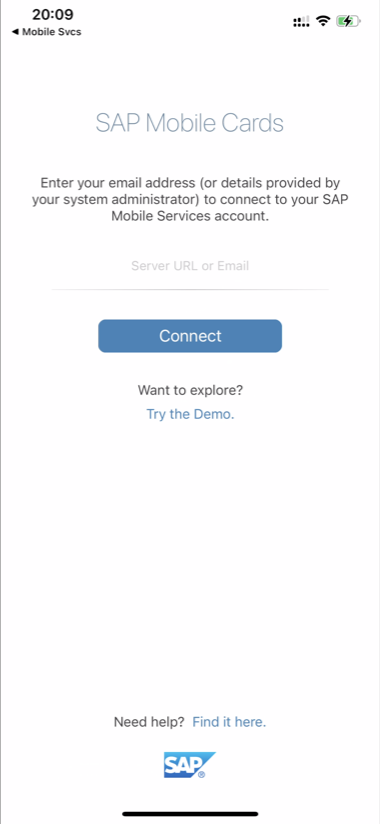 20:09
◀ Mobile Svcs
SAP Mobile Cards
Enter your email address (or details provided by
your system administrator) to connect to your SAP
Mobile Services account.
Server URL or Email
Connect
Want to explore?
Try the Demo.
Need help? Find it here.
SAP®